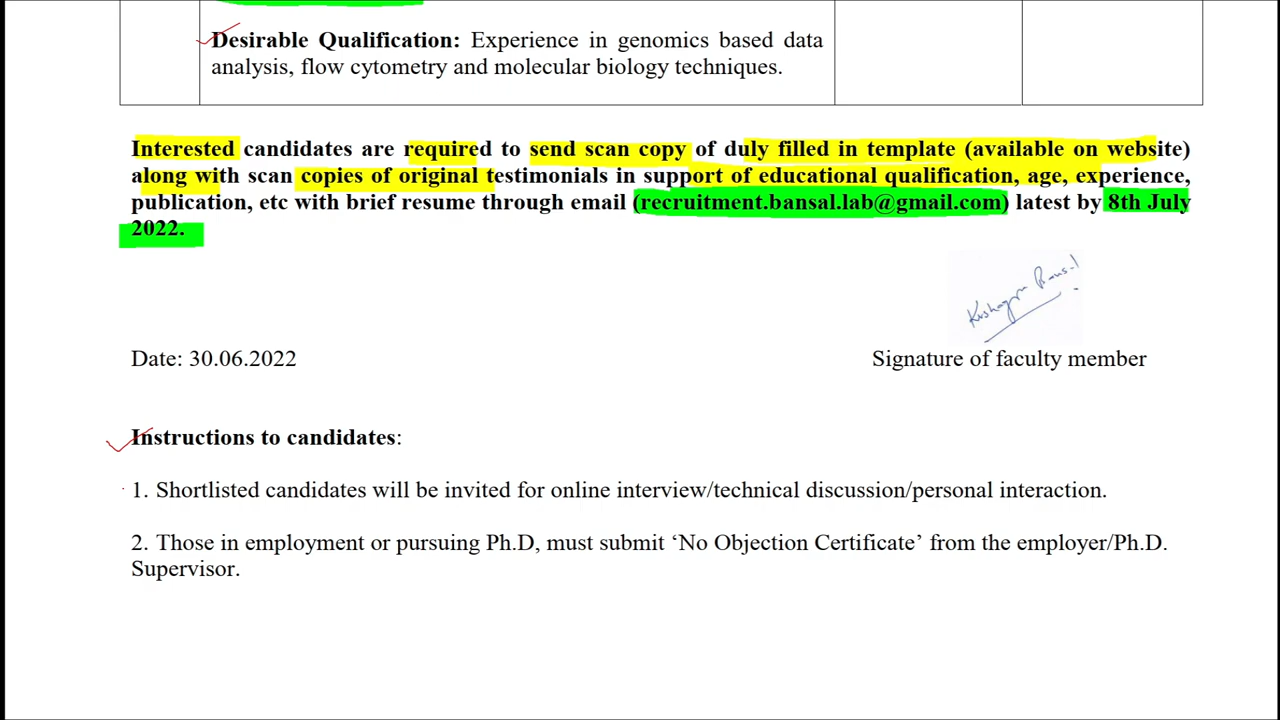 Desirable Qualification: Experience in genomics based data
analysis, flow cytometry and molecular biology techniques.
Interested candidates are required to send scan copy of duly filled in template (available on website)
along with scan copies of original testimonials in support of educational qualification, age, experience,
publication, etc with brief resume through email (recruitment.bansal.lab@gmail.com) latest by 8th July
2022.
Kushagra Bansal
Date: 30.06.2022
Signature of faculty member
Instructions to candidates:
1. Shortlisted candidates will be invited for online interview/technical discussion/personal interaction.
2. Those in employment or pursuing Ph.D, must submit ‘No Objection Certificate’ from the employer/Ph.D.
Supervisor.